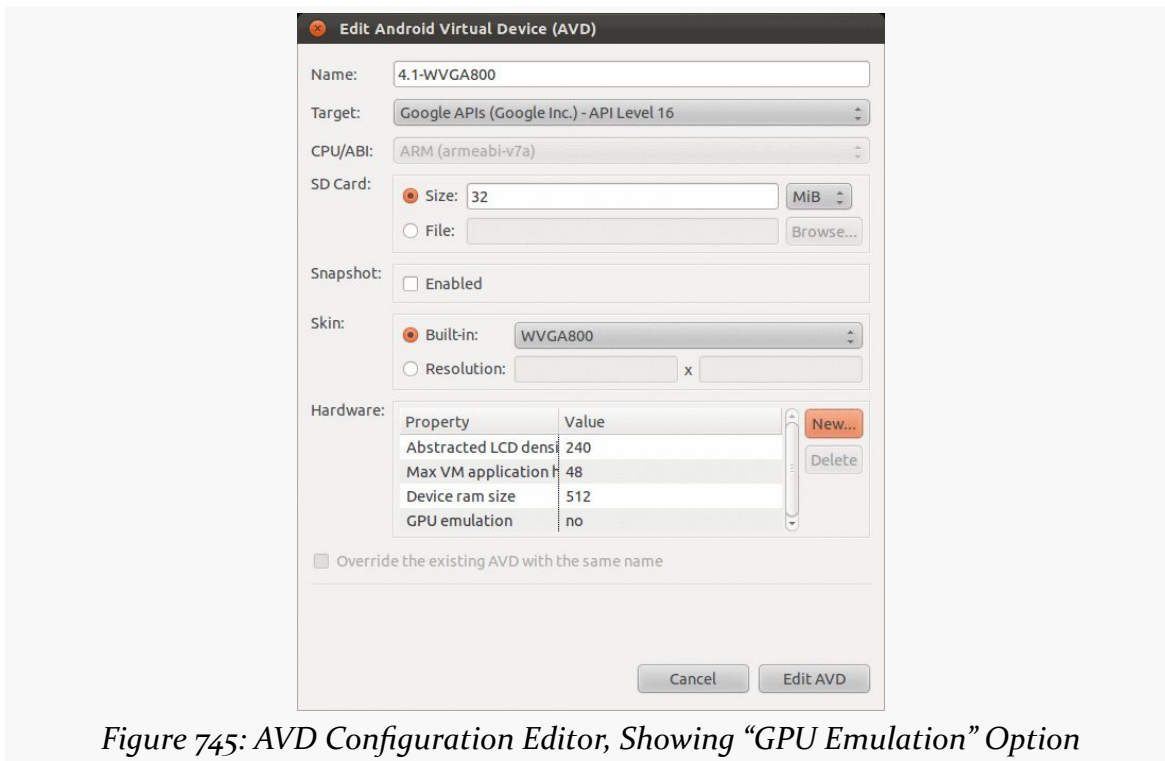 Edit Android Virtual Device (AVD)
Name: 4.1-WVGA800
Target: Google APIs (Google Inc.) - API Level 16
CPU/ABI: ARM (armeabi-v7a)
SD Card:
Size: 32 MiB
File: Browse...
Snapshot:
Enabled
Skin:
Built-in: WVGA800
Resolution: x
Hardware:
Property Value New...
Abstracted LCD densi 240
Delete
Max VM application h 48
Device ram size 512
GPU emulation no
Override the existing AVD with the same name
Cancel Edit AVD
Figure 745: AVD Configuration Editor, Showing “GPU Emulation” Option